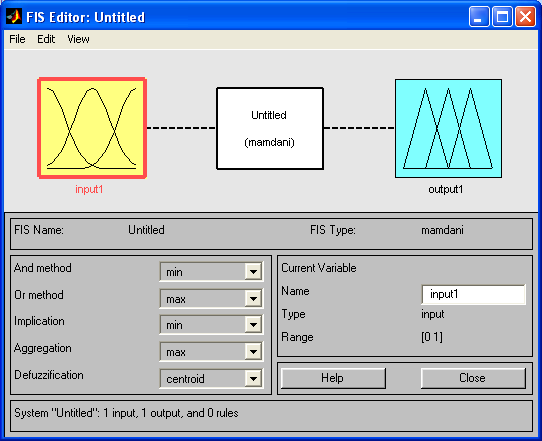 FIS Editor: Untitled
File Edit View
Untitled
(mamdani)
input1
output1
FIS Name: Untitled FIS Type: mamdani
And method min
Or method max
Implication min
Aggregation max
Defuzzification centroid
Current Variable
Name input1
Type input
Range [0 1]
Help Close
System "Untitled": 1 input, 1 output, and 0 rules